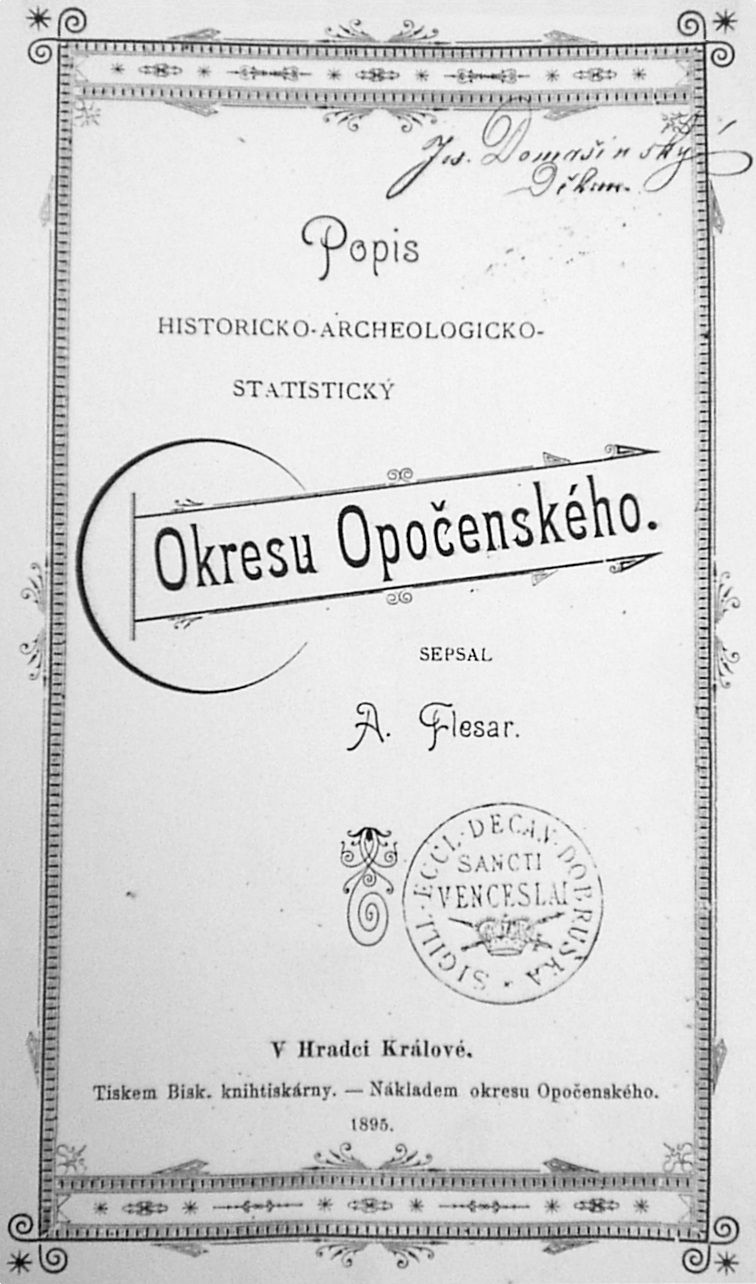 Jos. Domašínský
Děkan.
Popis
HISTORICKO-ARCHEOLOGICKO-
STATISTICKÝ
Okresu Opočenského.
SEPSAL
A. Flesar.
SIGILL·ECCL·DECAN·DOBRUŠKA
SANCTI
VENCESLAI
V Hradci Králové.
Tiskem Bisk. knihtiskárny. — Nákladem okresu Opočenského.
1895.